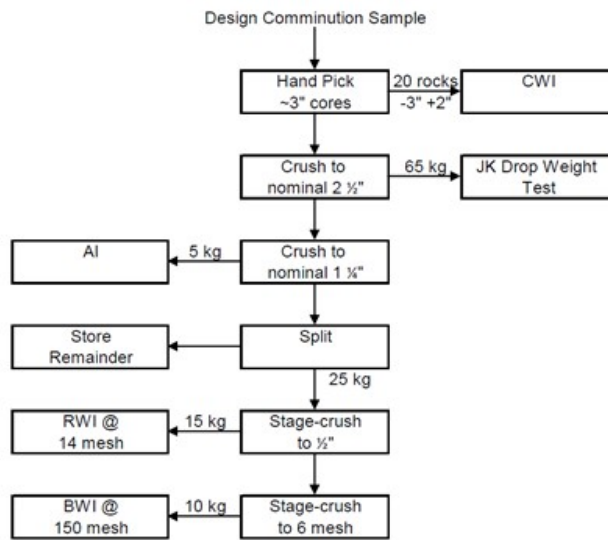 Design Comminution Sample
Hand Pick
~3" cores
20 rocks
-3" +2"
CWI
Crush to
nominal 2 ½"
65 kg
JK Drop Weight
Test
AI
5 kg
Crush to
nominal 1 ¼"
Store
Remainder
Split
25 kg
RWI @
14 mesh
15 kg
Stage-crush
to ½"
BWI @
150 mesh
10 kg
Stage-crush
to 6 mesh